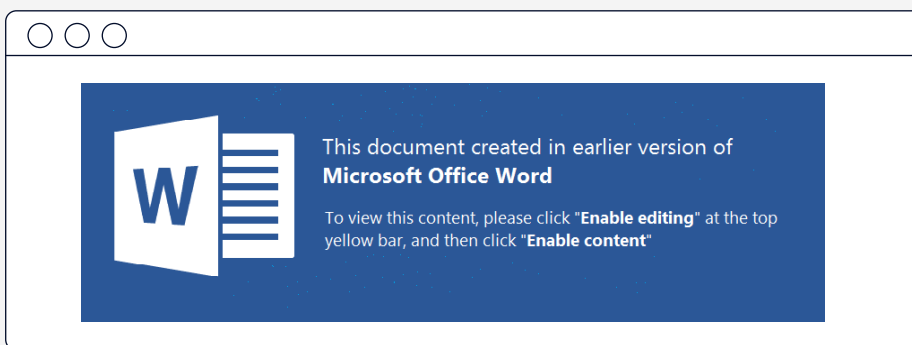 W
This document created in earlier version of
Microsoft Office Word
To view this content, please click "Enable editing" at the top
yellow bar, and then click "Enable content"